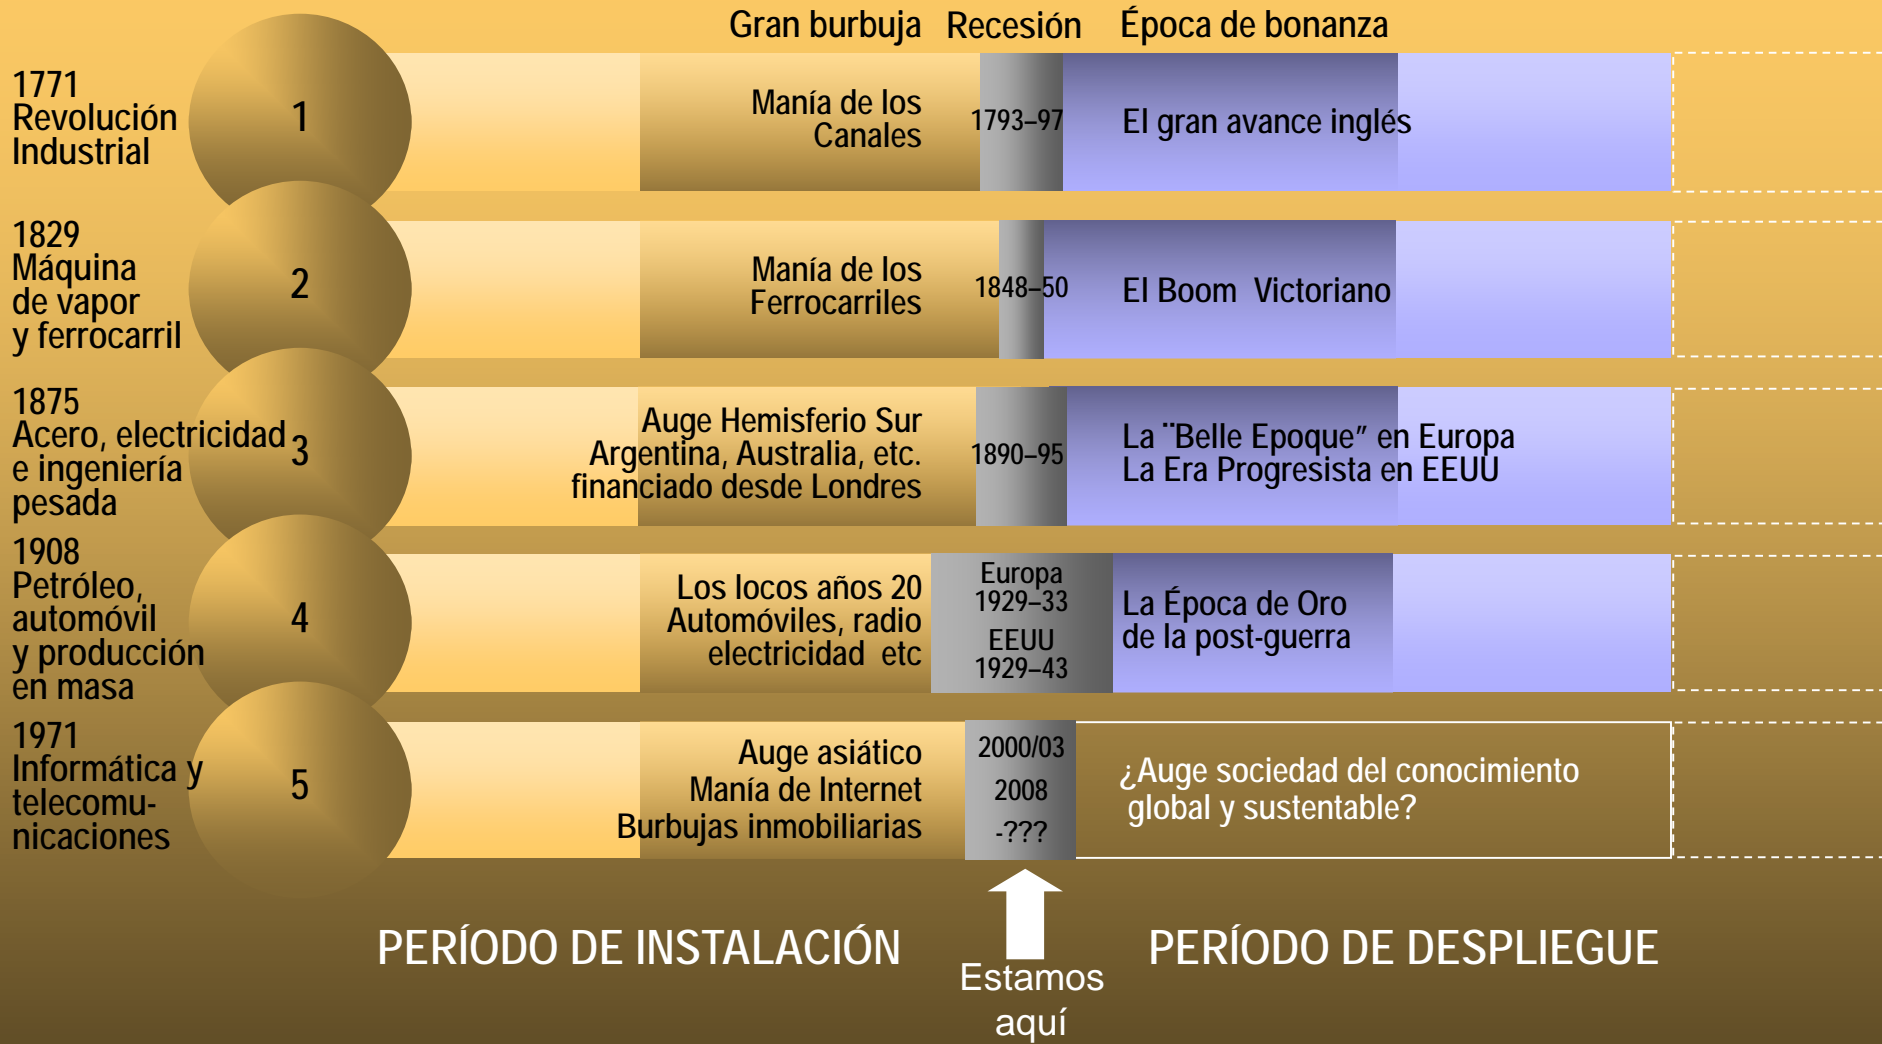 Gran burbuja Recesión Época de bonanza
1771
Revolución
Industrial
1
Manía de los
Canales
1793–97
El gran avance inglés
1829
Máquina
de vapor
y ferrocarril
2
Manía de los
Ferrocarriles
1848–50
El Boom Victoriano
1875
Acero, electricidad
e ingeniería
pesada
3
Auge Hemisferio Sur
Argentina, Australia, etc.
financiado desde Londres
1890–95
La ¨Belle Epoque” en Europa
La Era Progresista en EEUU
1908
Petróleo,
automóvil
y producción
en masa
4
Los locos años 20
Automóviles, radio
electricidad etc
Europa
1929–33
EEUU
1929–43
La Época de Oro
de la post-guerra
1971
Informática y
telecomu-
nicaciones
5
Auge asiático
Manía de Internet
Burbujas inmobiliarias
2000/03
2008
-???
¿Auge sociedad del conocimiento
global y sustentable?
PERÍODO DE INSTALACIÓN
PERÍODO DE DESPLIEGUE
Estamos
aquí